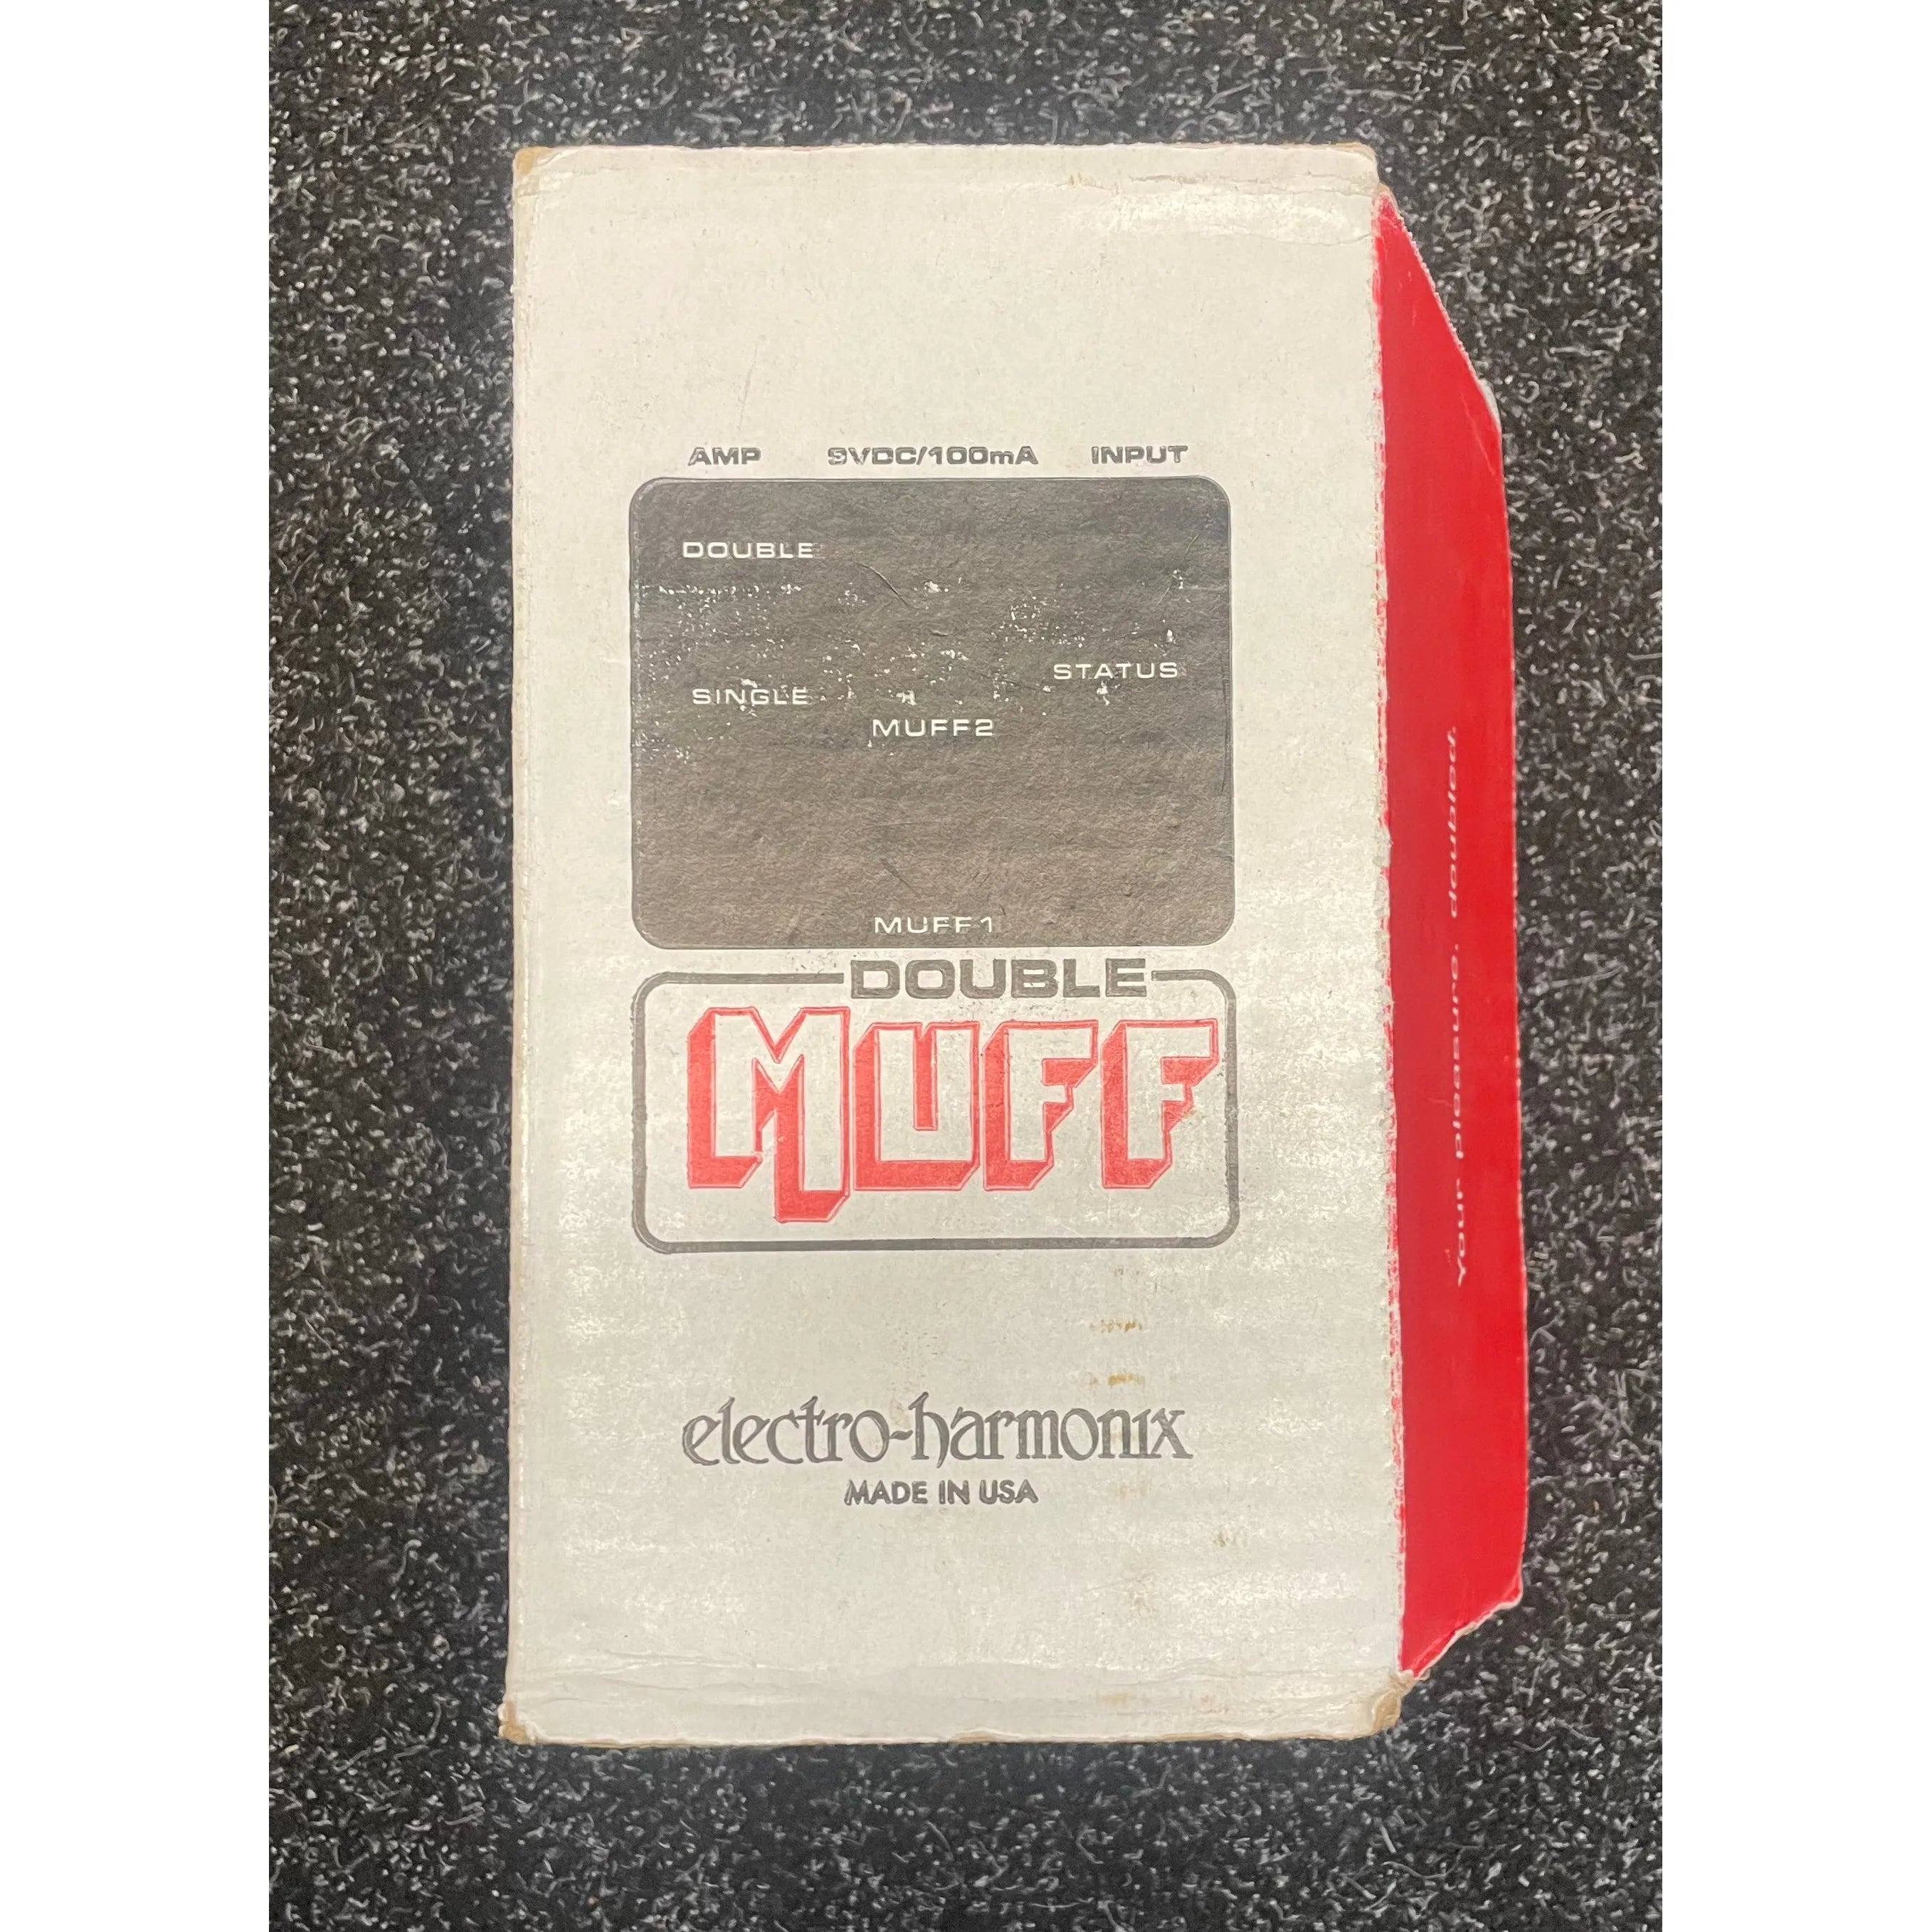 AMP 9VDC/100mA INPUT
DOUBLE
STATUS
SINGLE
MUFF2
MUFF1
DOUBLE
MUFF
electro-harmonix
MADE IN USA
your pleasure. doubled.